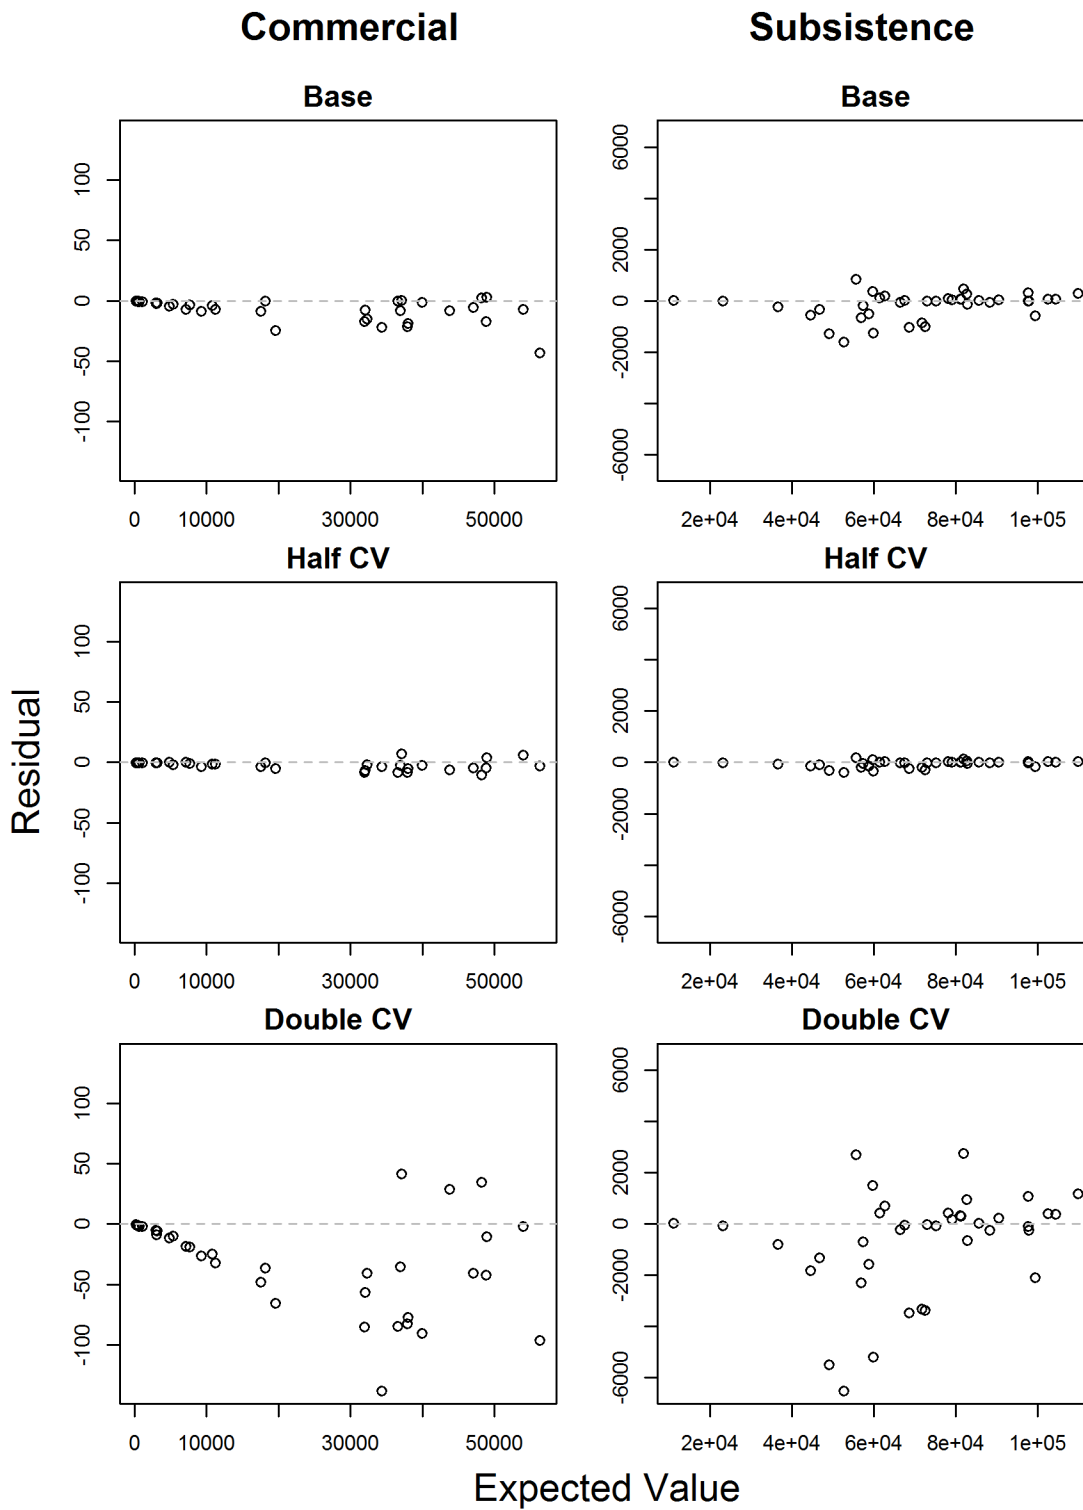 Commercial Subsistence
Base Base
100
50
0
-50
-100
0 10000 30000 50000
6000
2000
0
-2000
-6000
2e+04 4e+04 6e+04 8e+04 1e+05
Half CV Half CV
100
50
0
-50
-100
0 10000 30000 50000
6000
2000
0
-2000
-6000
2e+04 4e+04 6e+04 8e+04 1e+05
Residual
Double CV Double CV
100
50
0
-50
-100
0 10000 30000 50000
6000
2000
0
-2000
-6000
2e+04 4e+04 6e+04 8e+04 1e+05
Expected Value